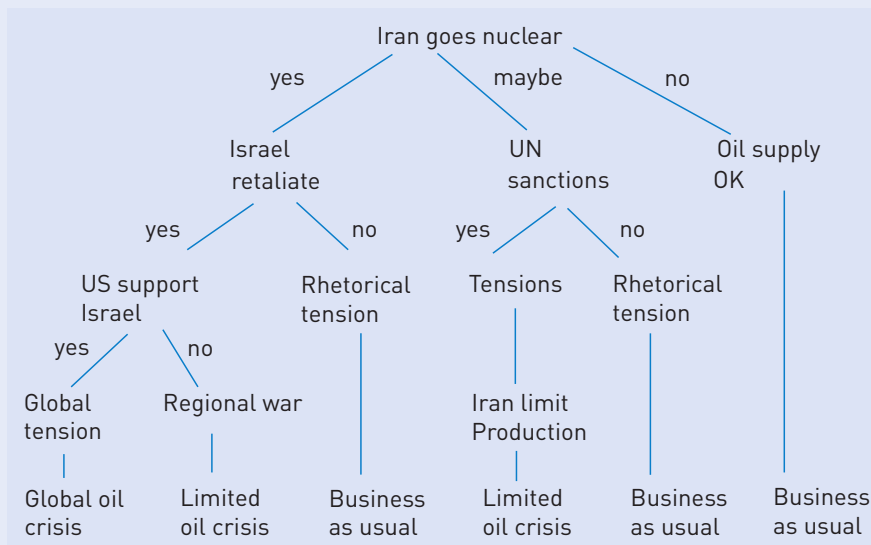 Iran goes nuclear
yes
maybe
no
Israel
retaliate
UN
sanctions
Oil supply
OK
yes
no
yes
no
US support
Israel
Rhetorical
tension
Tensions
Rhetorical
tension
yes
no
Global
tension
Regional war
Iran limit
Production
Global oil
crisis
Limited
oil crisis
Business
as usual
Limited
oil crisis
Business
as usual
Business
as usual